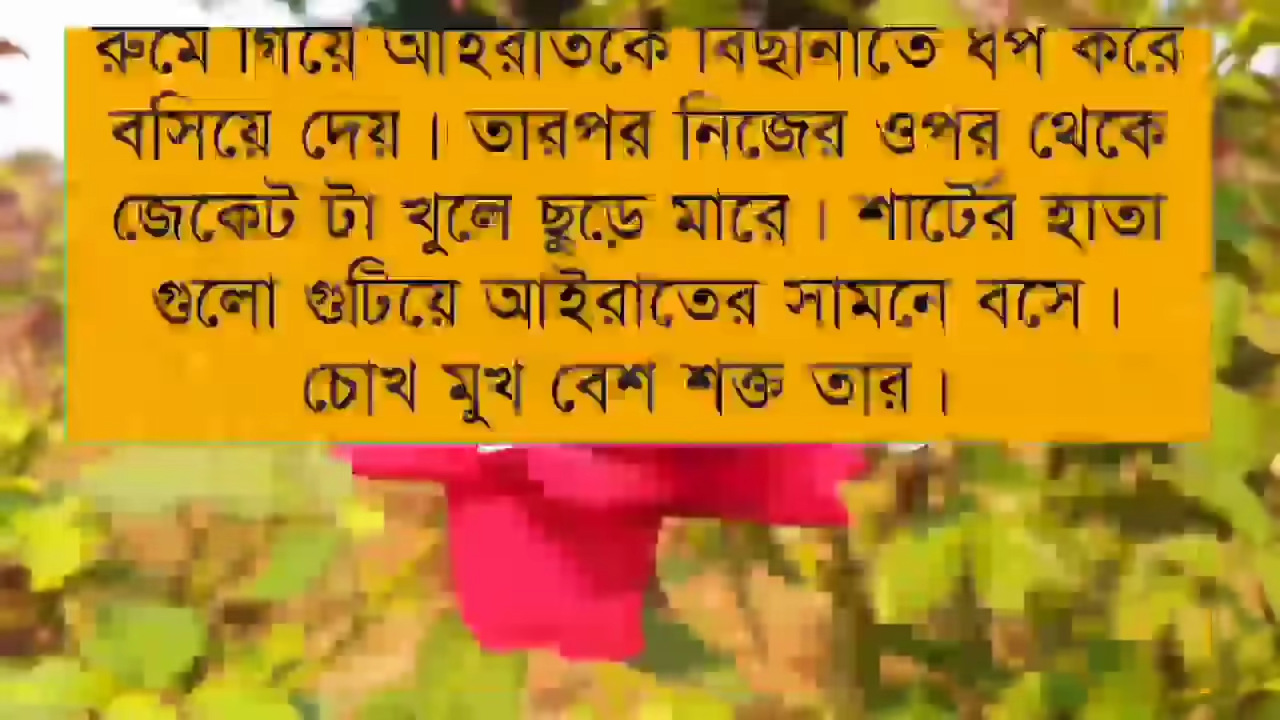 রুমে গিয়ে আইরাতকে বিছানাতে ধপ করে
বসিয়ে দেয় । তারপর নিজের ওপর থেকে
জেকেট টা খুলে ছুড়ে মারে । শার্টের হাতা
গুলো গুটিয়ে আইরাতের সামনে বসে ।
চোখ মুখ বেশ শক্ত তার ।